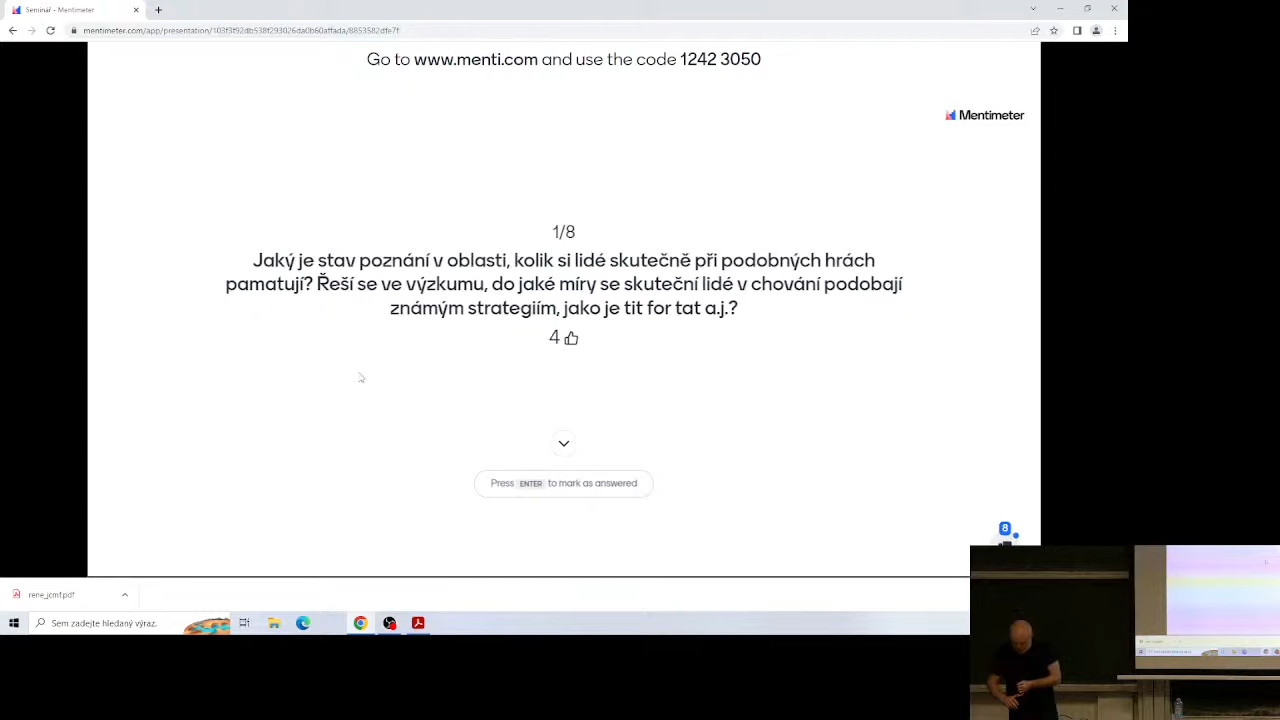 Seminář - Mentimeter
mentimeter.com/app/presentation/103f3f92db538f293026da0b60affada/8853582dfe7f
Go to www.menti.com and use the code 1242 3050
Mentimeter
1/8
Jaký je stav poznání v oblasti, kolik si lidé skutečně při podobných hrách
pamatují? Řeší se ve výzkumu, do jaké míry se skuteční lidé v chování podobají
známým strategiím, jako je tit for tat a.j.?
4
Press ENTER to mark as answered
8
rene_jcmf.pdf
Sem zadejte hledaný výraz.